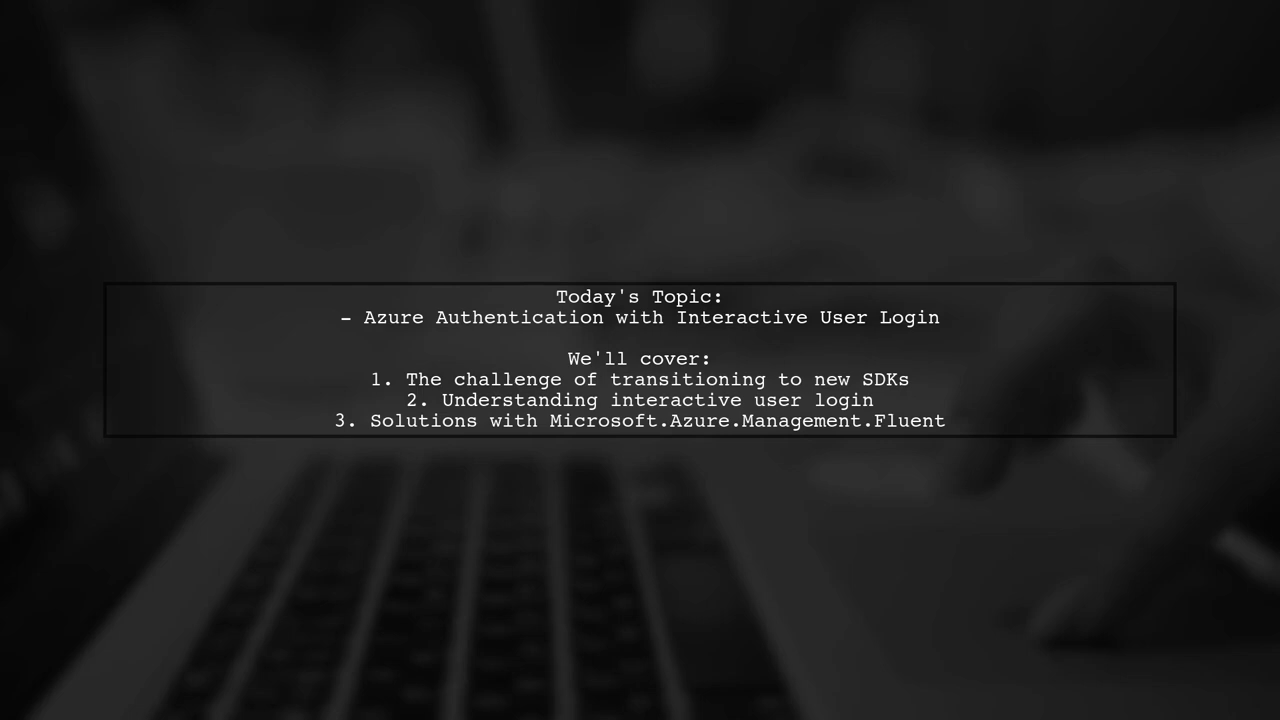 Today's Topic:
- Azure Authentication with Interactive User Login
We'll cover:
1. The challenge of transitioning to new SDKs
2. Understanding interactive user login
3. Solutions with Microsoft.Azure.Management.Fluent